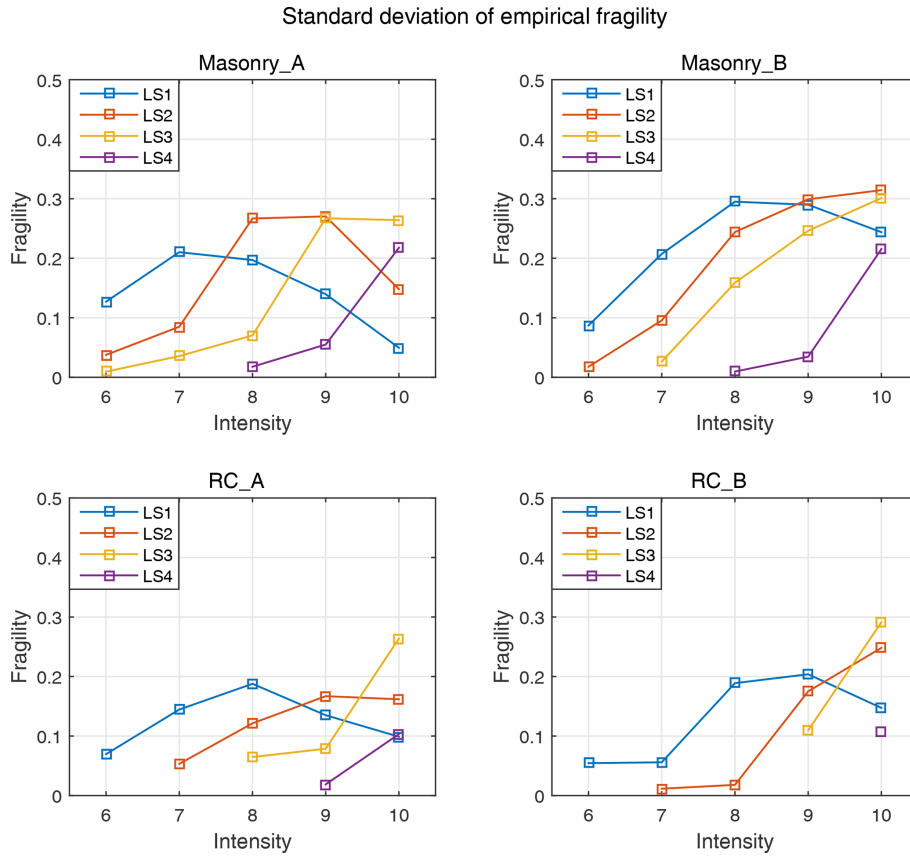 Standard deviation of empirical fragility
Masonry_A
0.5
0.4
0.3
0.2
0.1
0
LS1
LS2
LS3
LS4
Fragility
6 7 8 9 10
Intensity
Masonry_B
0.5
0.4
0.3
0.2
0.1
0
LS1
LS2
LS3
LS4
Fragility
6 7 8 9 10
Intensity
RC_A
0.5
0.4
0.3
0.2
0.1
0
LS1
LS2
LS3
LS4
Fragility
6 7 8 9 10
Intensity
RC_B
0.5
0.4
0.3
0.2
0.1
0
LS1
LS2
LS3
LS4
Fragility
6 7 8 9 10
Intensity